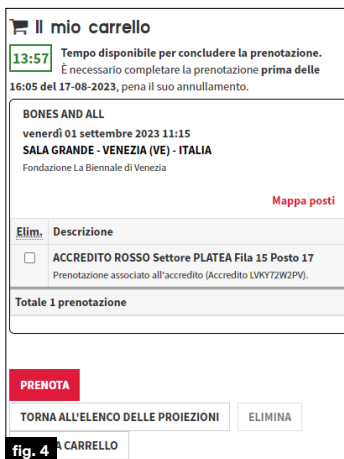 Il mio carrello
13:57 Tempo disponibile per concludere la prenotazione.
È necessario completare la prenotazione prima delle
16:05 del 17-08-2023, pena il suo annullamento.
BONES AND ALL
venerdì 01 settembre 2023 11:15
SALA GRANDE - VENEZIA (VE) - ITALIA
Fondazione La Biennale di Venezia
Mappa posti
Elim. Descrizione
ACCREDITO ROSSO Settore PLATEA Fila 15 Posto 17
Prenotazione associato all'accredito (Accredito LVKY72W2PV).
Totale 1 prenotazione
PRENOTA
TORNA ALL'ELENCO DELLE PROIEZIONI ELIMINA
fig. 4 A CARRELLO